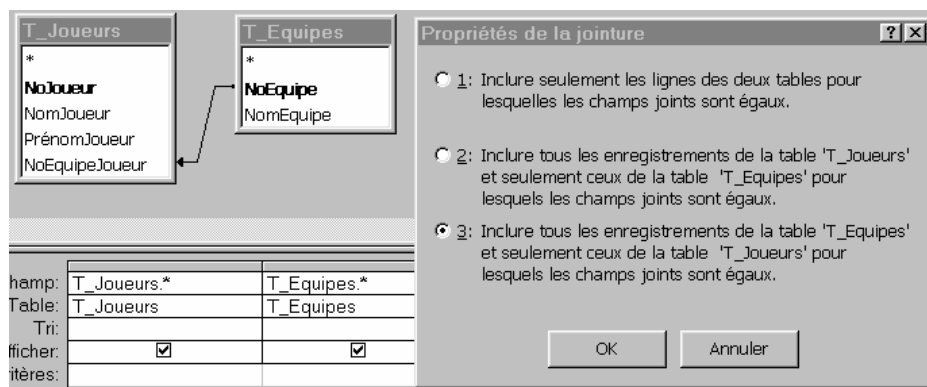 T_Joueurs
*
NoJoueur
NomJoueur
PrénomJoueur
NoEquipeJoueur
T_Equipes
*
NoEquipe
NomEquipe
Propriétés de la jointure
1: Inclure seulement les lignes des deux tables pour
lesquelles les champs joints sont égaux.
2: Inclure tous les enregistrements de la table 'T_Joueurs'
et seulement ceux de la table 'T_Equipes' pour
lesquels les champs joints sont égaux.
3: Inclure tous les enregistrements de la table 'T_Equipes'
et seulement ceux de la table 'T_Joueurs' pour
lesquels les champs joints sont égaux.
OK Annuler
hamp: T_Joueurs.* T_Equipes.*
Table: T_Joueurs T_Equipes
Tri:
fficher:
ritères: